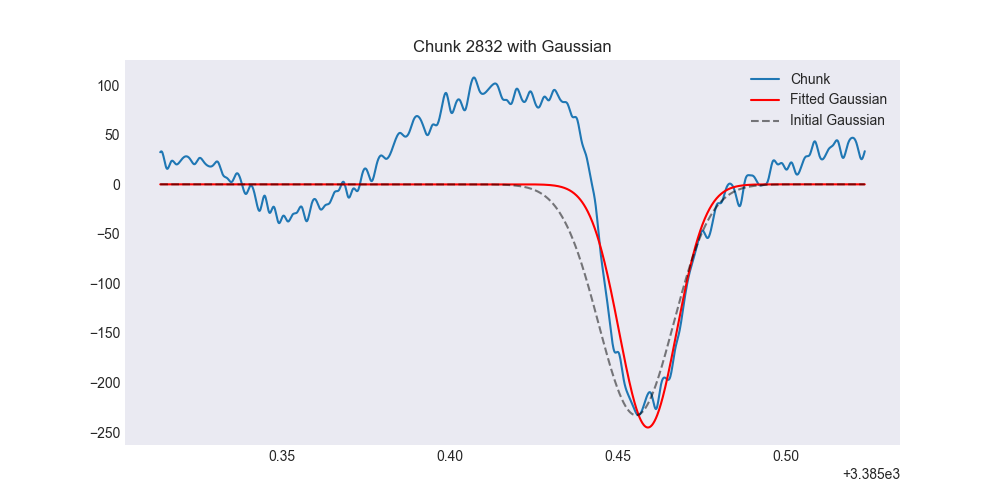 Chunk 2832 with Gaussian
Chunk
Fitted Gaussian
Initial Gaussian
100
50
0
−50
−100
−150
−200
−250
0.35 0.40 0.45 0.50
+3.385e3